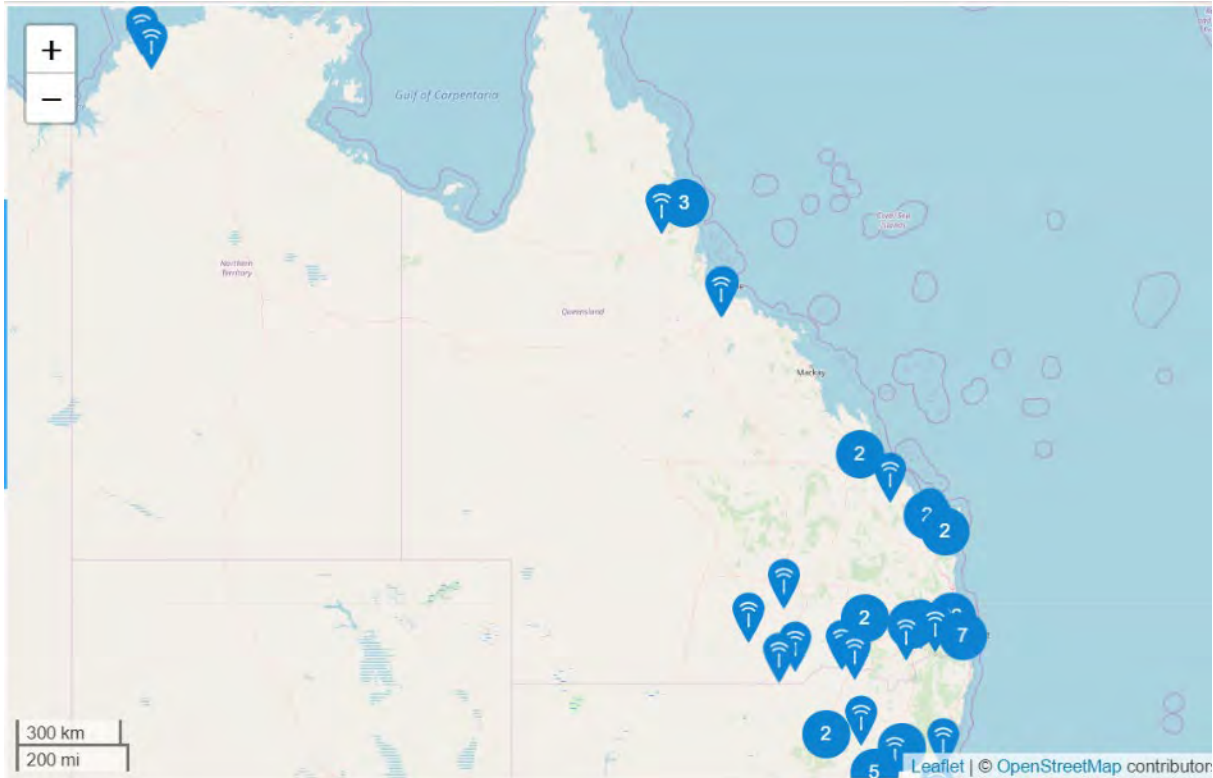 +
−
Gulf of Carpentaria
3
Northern
Territory
Coral Sea
Islands
Queensland
Mackay
2
2
2
2
7
2
5
300 km
200 mi
Leaflet | © OpenStreetMap contributors